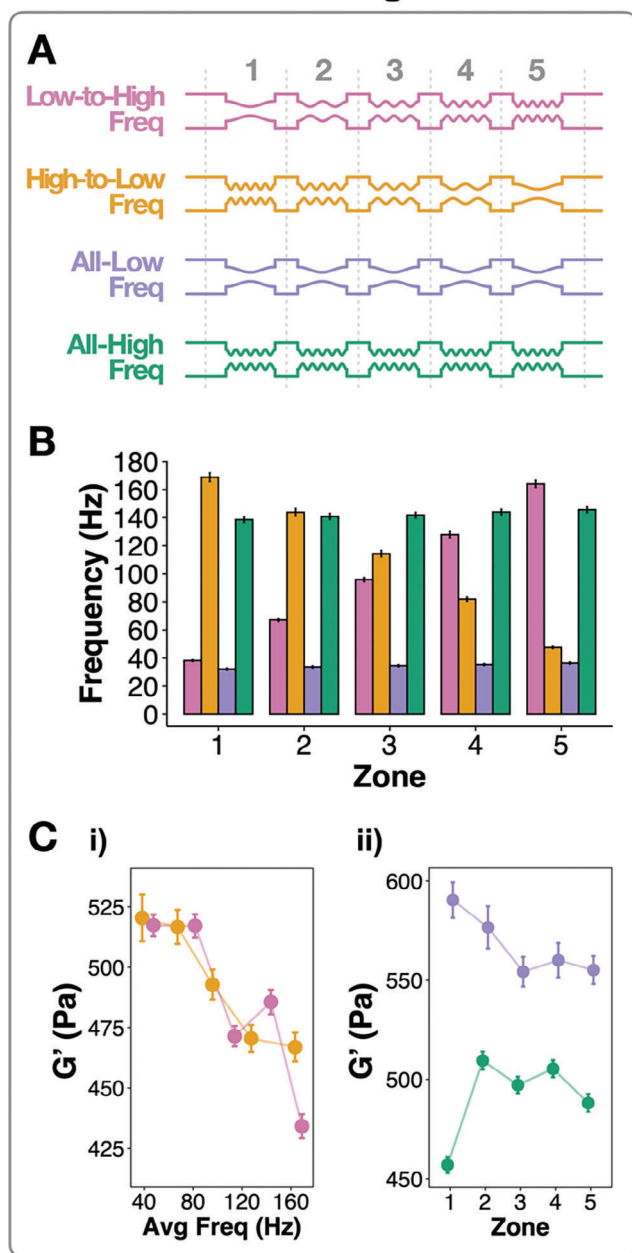 A
1 2 3 4 5
Low-to-High
Freq
High-to-Low
Freq
All-Low
Freq
All-High
Freq
B
Frequency (Hz)
180
160
140
120
100
80
60
40
20
0
1 2 3 4 5
Zone
C i) ii)
G’ (Pa)
525
500
475
450
425
40 80 120 160
Avg Freq (Hz)
G’ (Pa)
600
550
500
450
1 2 3 4 5
Zone